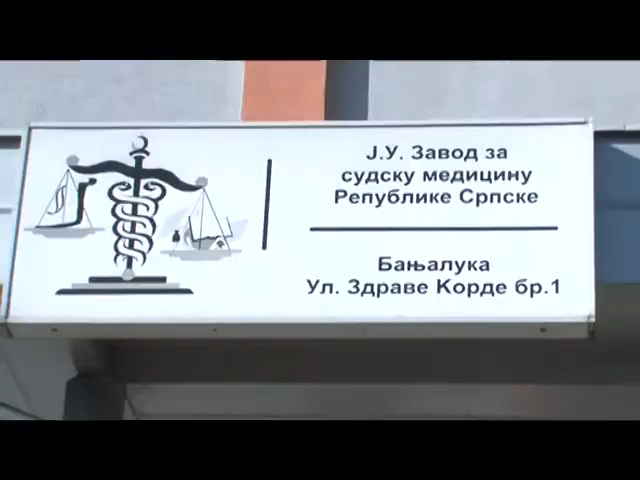 Ј.У. Завод за
судску медицину
Републике Српске
Бањалука
Ул. Здраве Корде бр.1